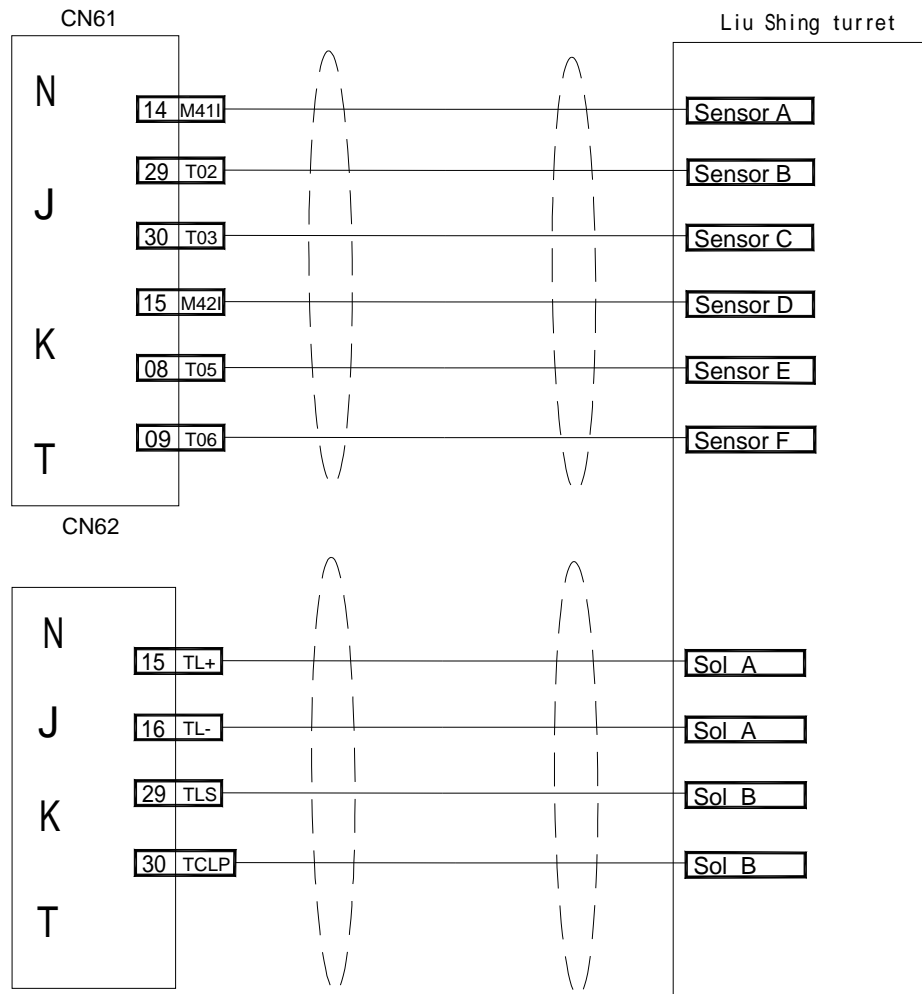 CN61
Liu Shing turret
N
14 M41I Sensor A
29 T02 Sensor B
J
30 T03 Sensor C
15 M42I Sensor D
K
08 T05 Sensor E
09 T06 Sensor F
T
CN62
N
15 TL+ Sol A
J
16 TL- Sol A
29 TLS Sol B
K
30 TCLP Sol B
T